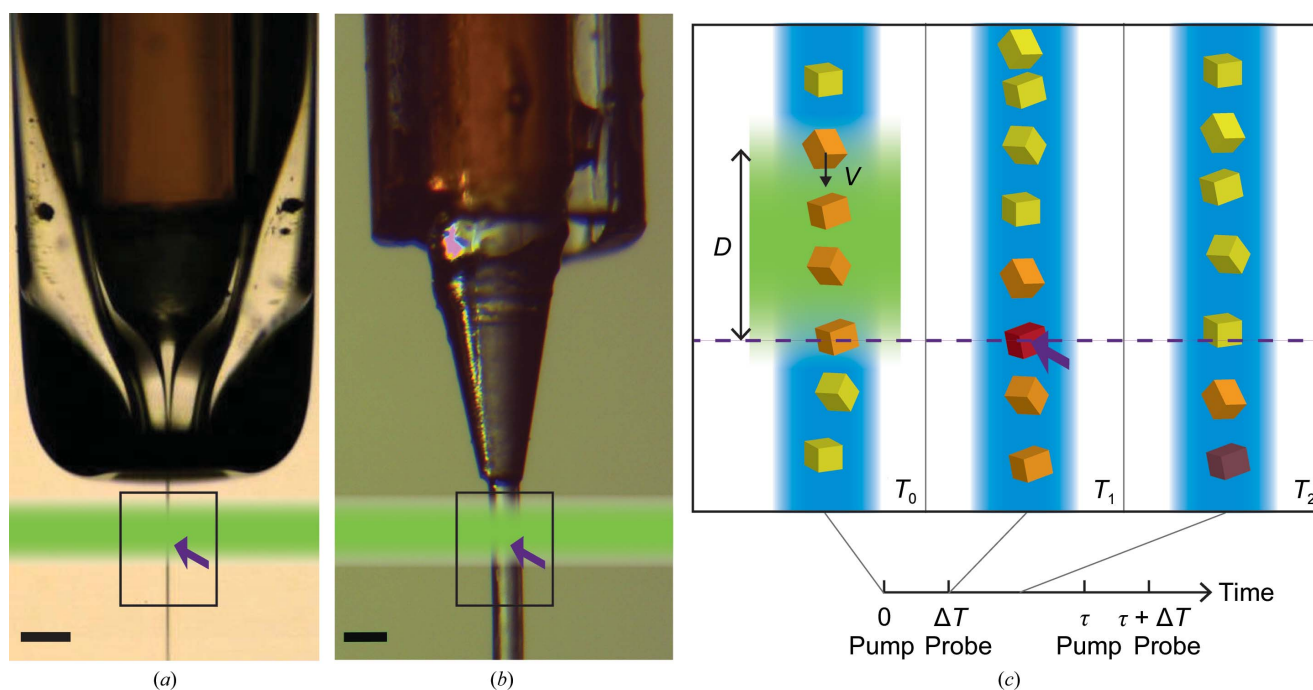 D
V
T0
T1
T2
Time
0 ΔT τ τ + ΔT
Pump Probe Pump Probe
(a) (b) (c)